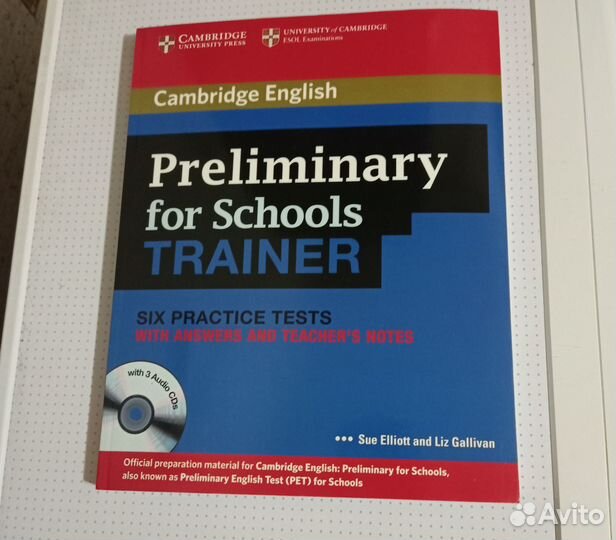 CAMBRIDGE
UNIVERSITY PRESS
UNIVERSITY of CAMBRIDGE
ESOL Examinations
Cambridge English
Preliminary
for Schools
TRAINER
SIX PRACTICE TESTS
WITH ANSWERS AND TEACHER'S NOTES
with 3 Audio CDs
••• Sue Elliott and Liz Gallivan
Official preparation material for Cambridge English: Preliminary for Schools,
also known as Preliminary English Test (PET) for Schools
Avito